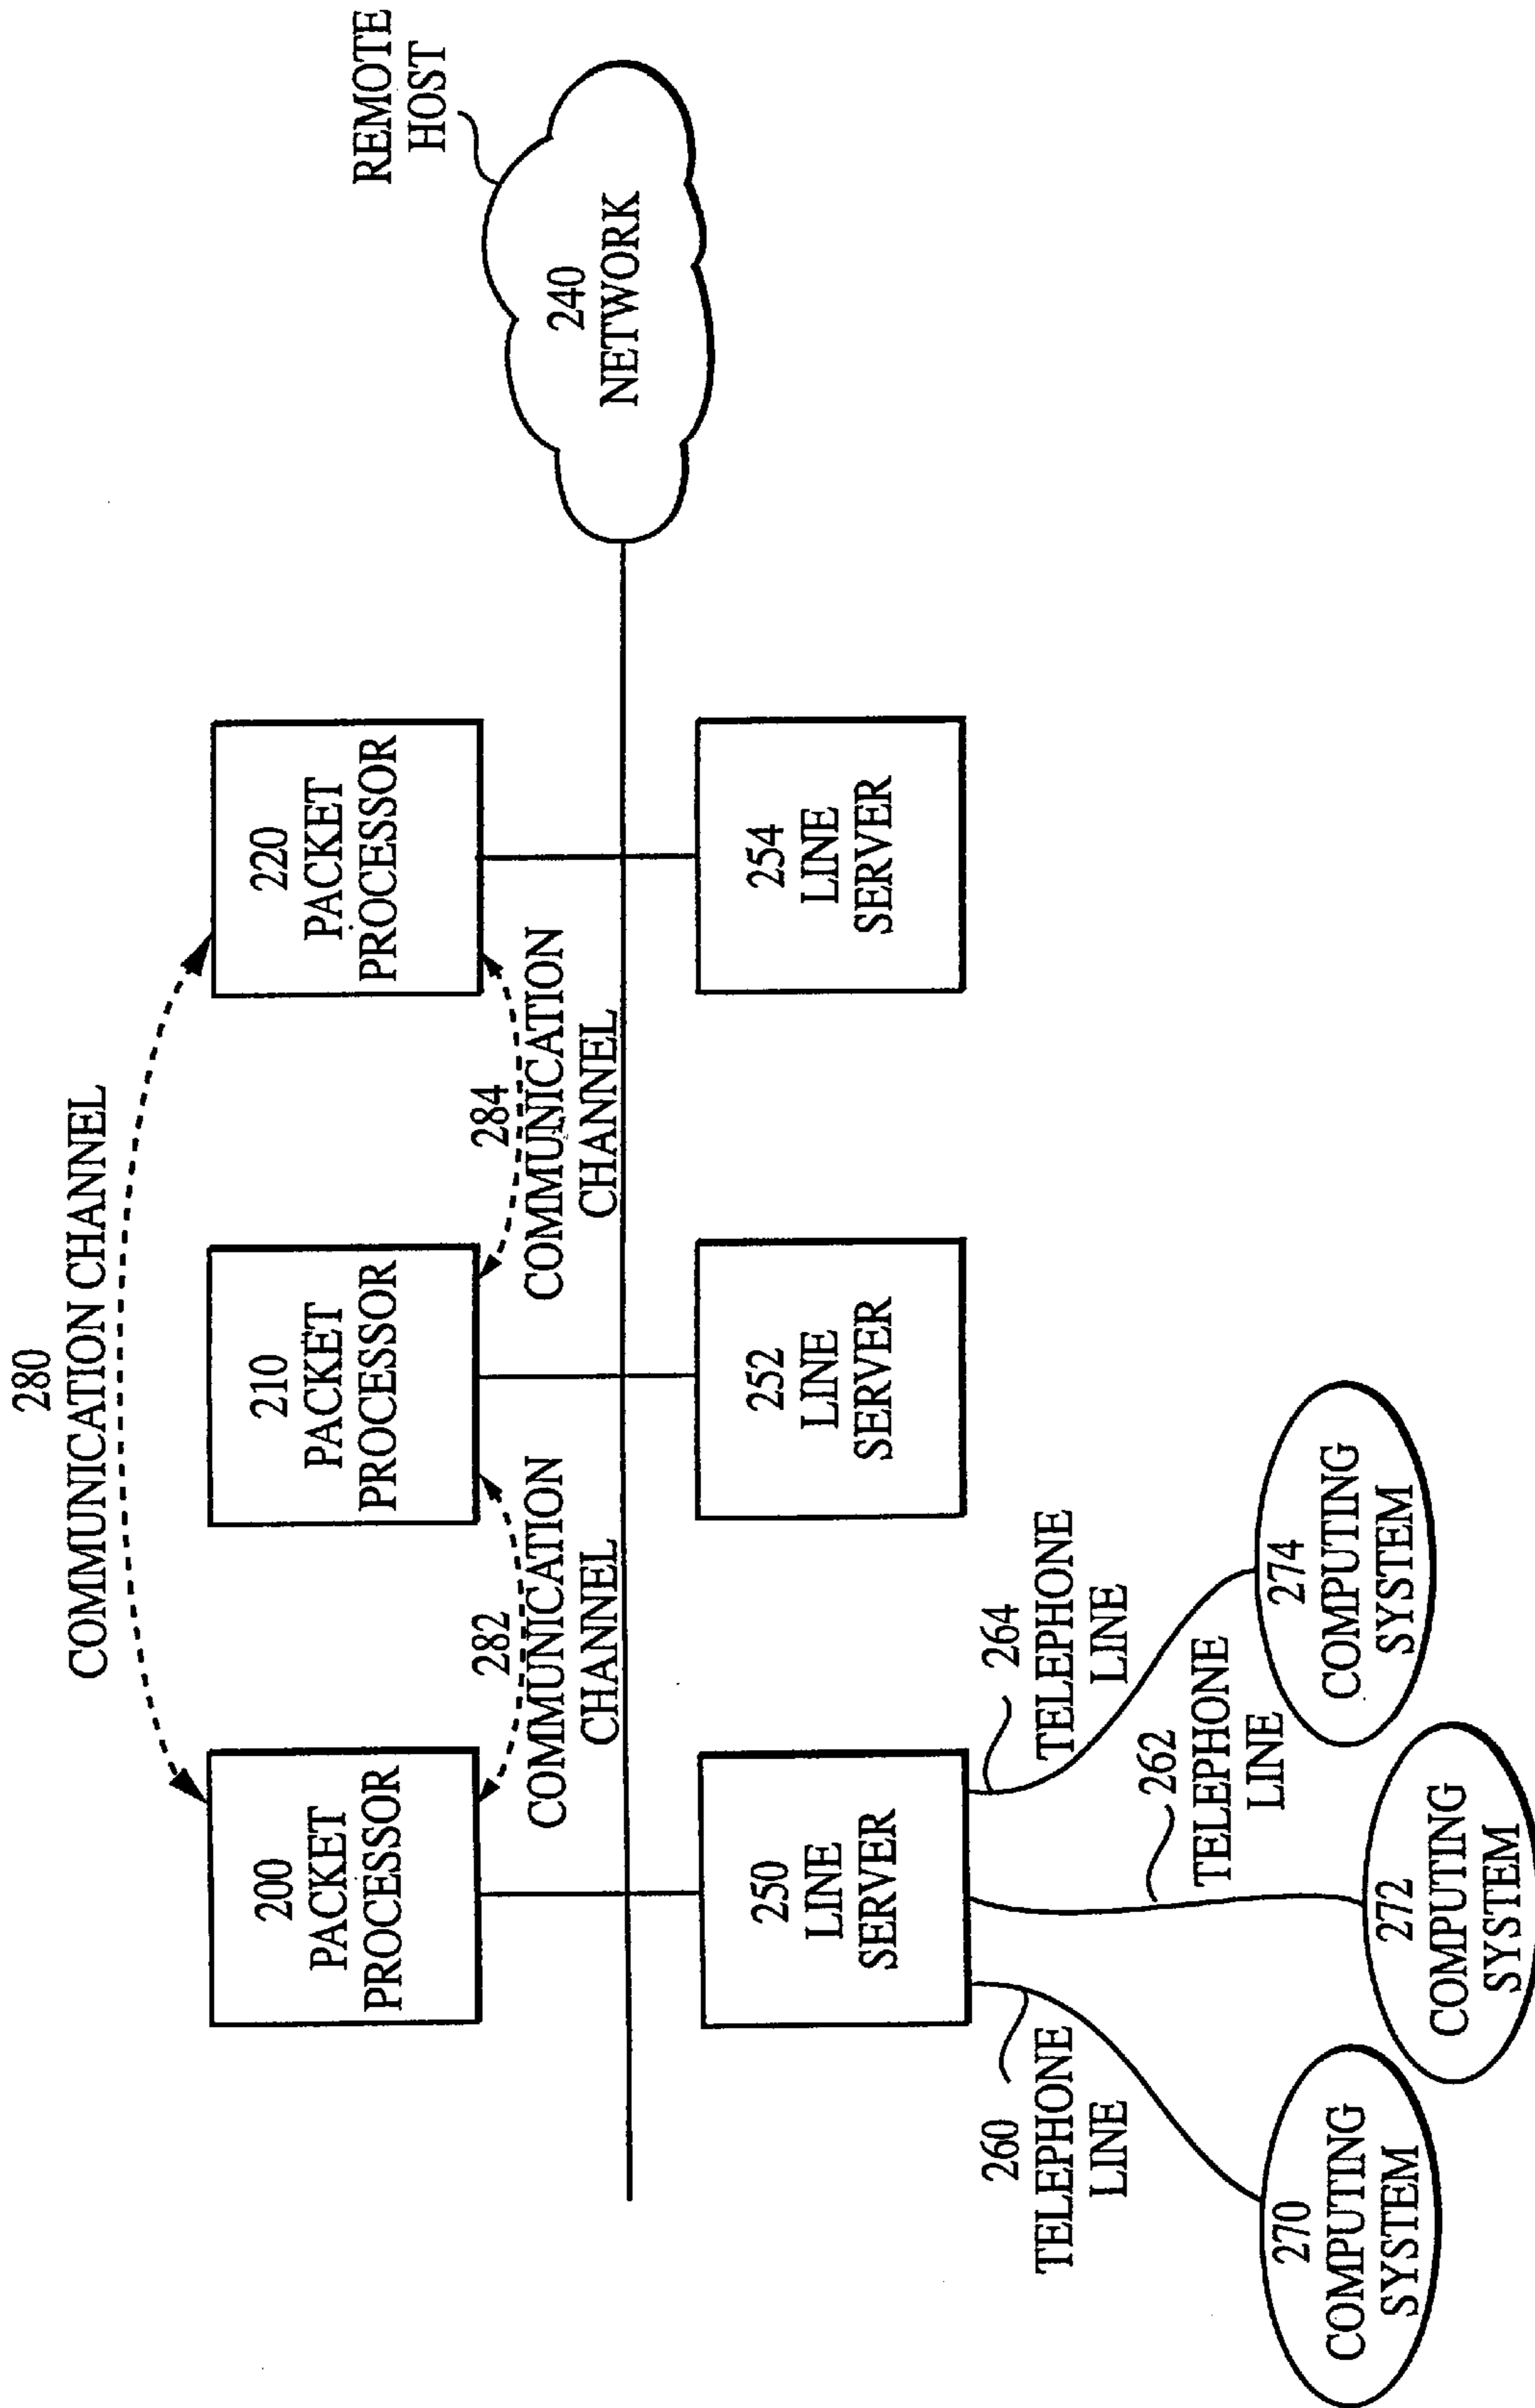 280
COMMUNICATION CHANNEL
REMOTE
HOST
200
PACKET
PROCESSOR
210
PACKET
PROCESSOR
220
PACKET
PROCESSOR
240
NETWORK
282
COMMUNICATION
CHANNEL
284
COMMUNICATION
CHANNEL
250
LINE
SERVER
252
LINE
SERVER
254
LINE
SERVER
260
TELEPHONE
LINE
264
TELEPHONE
LINE
262
TELEPHONE
LINE
270
COMPUTING
SYSTEM
272
COMPUTING
SYSTEM
274
COMPUTING
SYSTEM